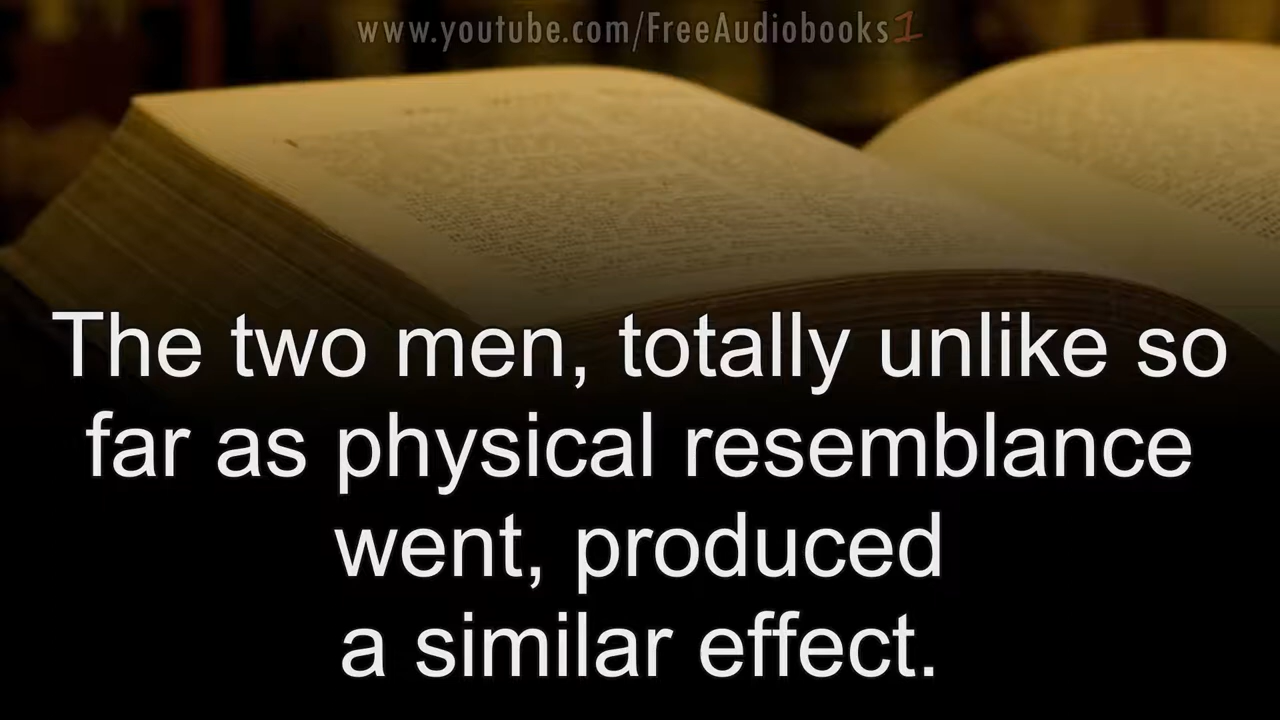 www.youtube.com/FreeAudiobooks1
The two men, totally unlike so
far as physical resemblance
went, produced
a similar effect.